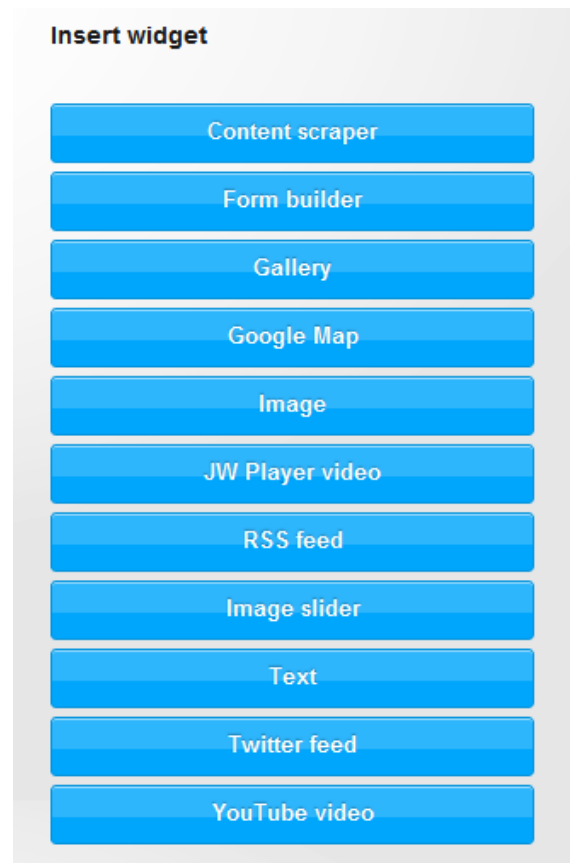 Insert widget
Content scraper
Form builder
Gallery
Google Map
Image
JW Player video
RSS feed
Image slider
Text
Twitter feed
YouTube video